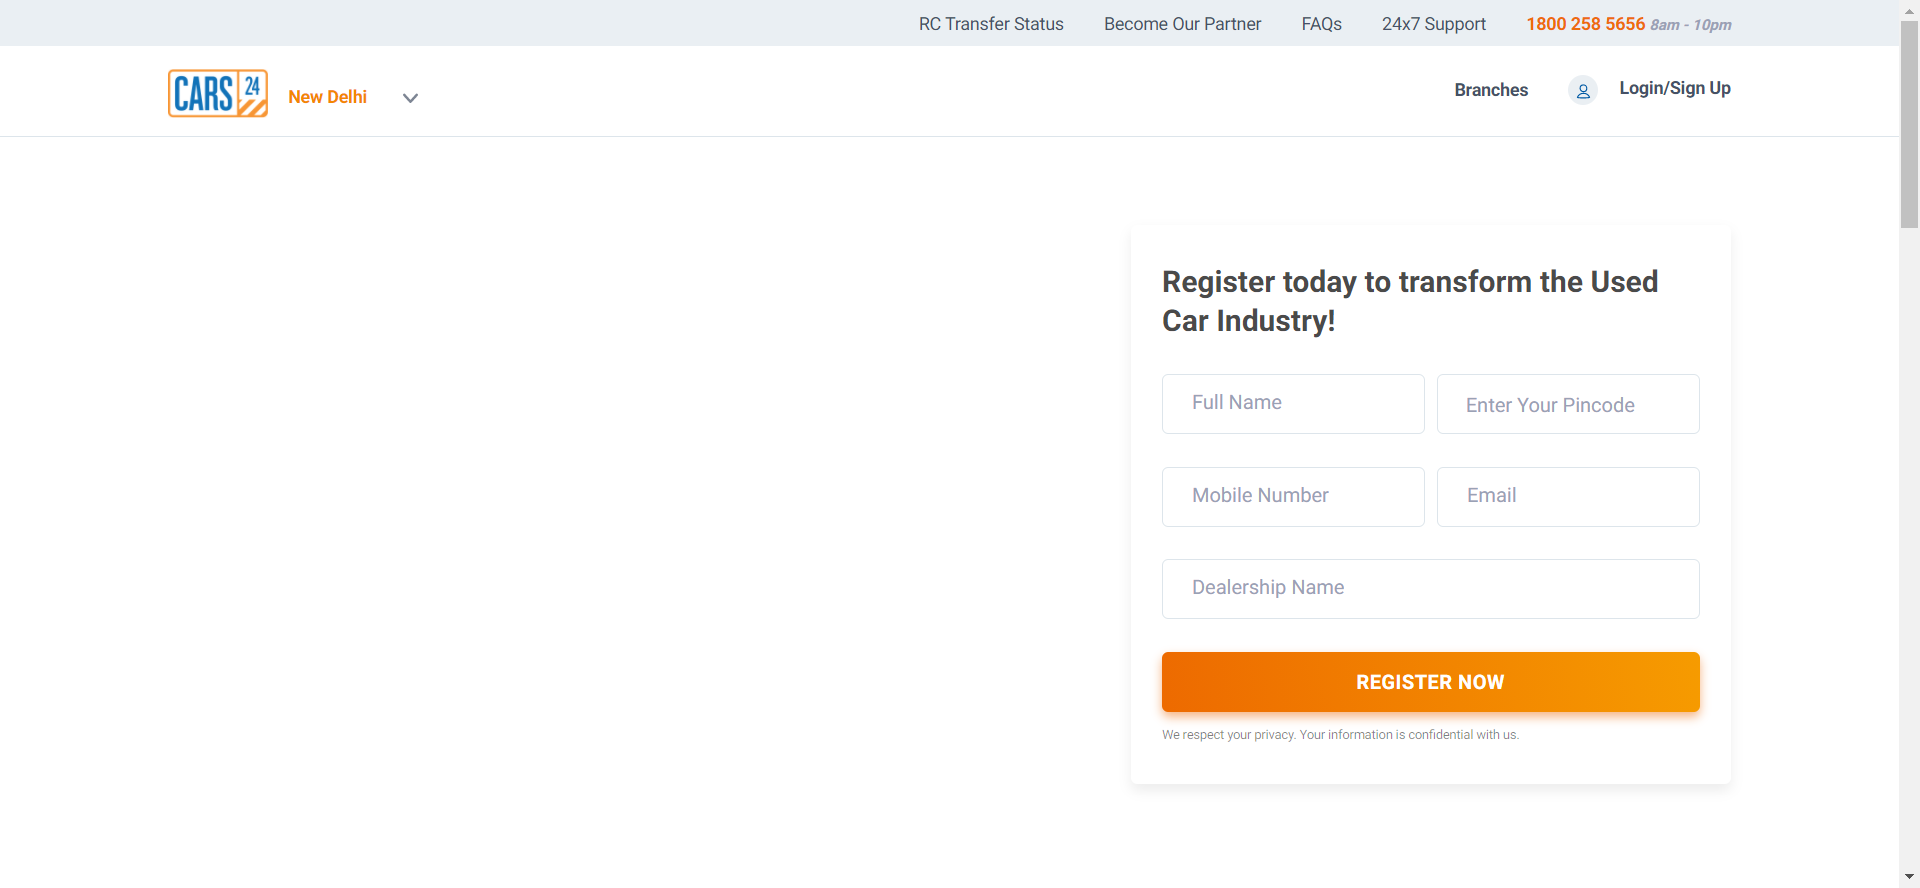 RC Transfer Status Become Our Partner FAQs 24x7 Support 1800 258 5656 8am - 10pm
CARS 24 New Delhi Branches Login/Sign Up
Register today to transform the Used
Car Industry!
Full Name Enter Your Pincode
Mobile Number Email
Dealership Name
REGISTER NOW
We respect your privacy. Your information is confidential with us.